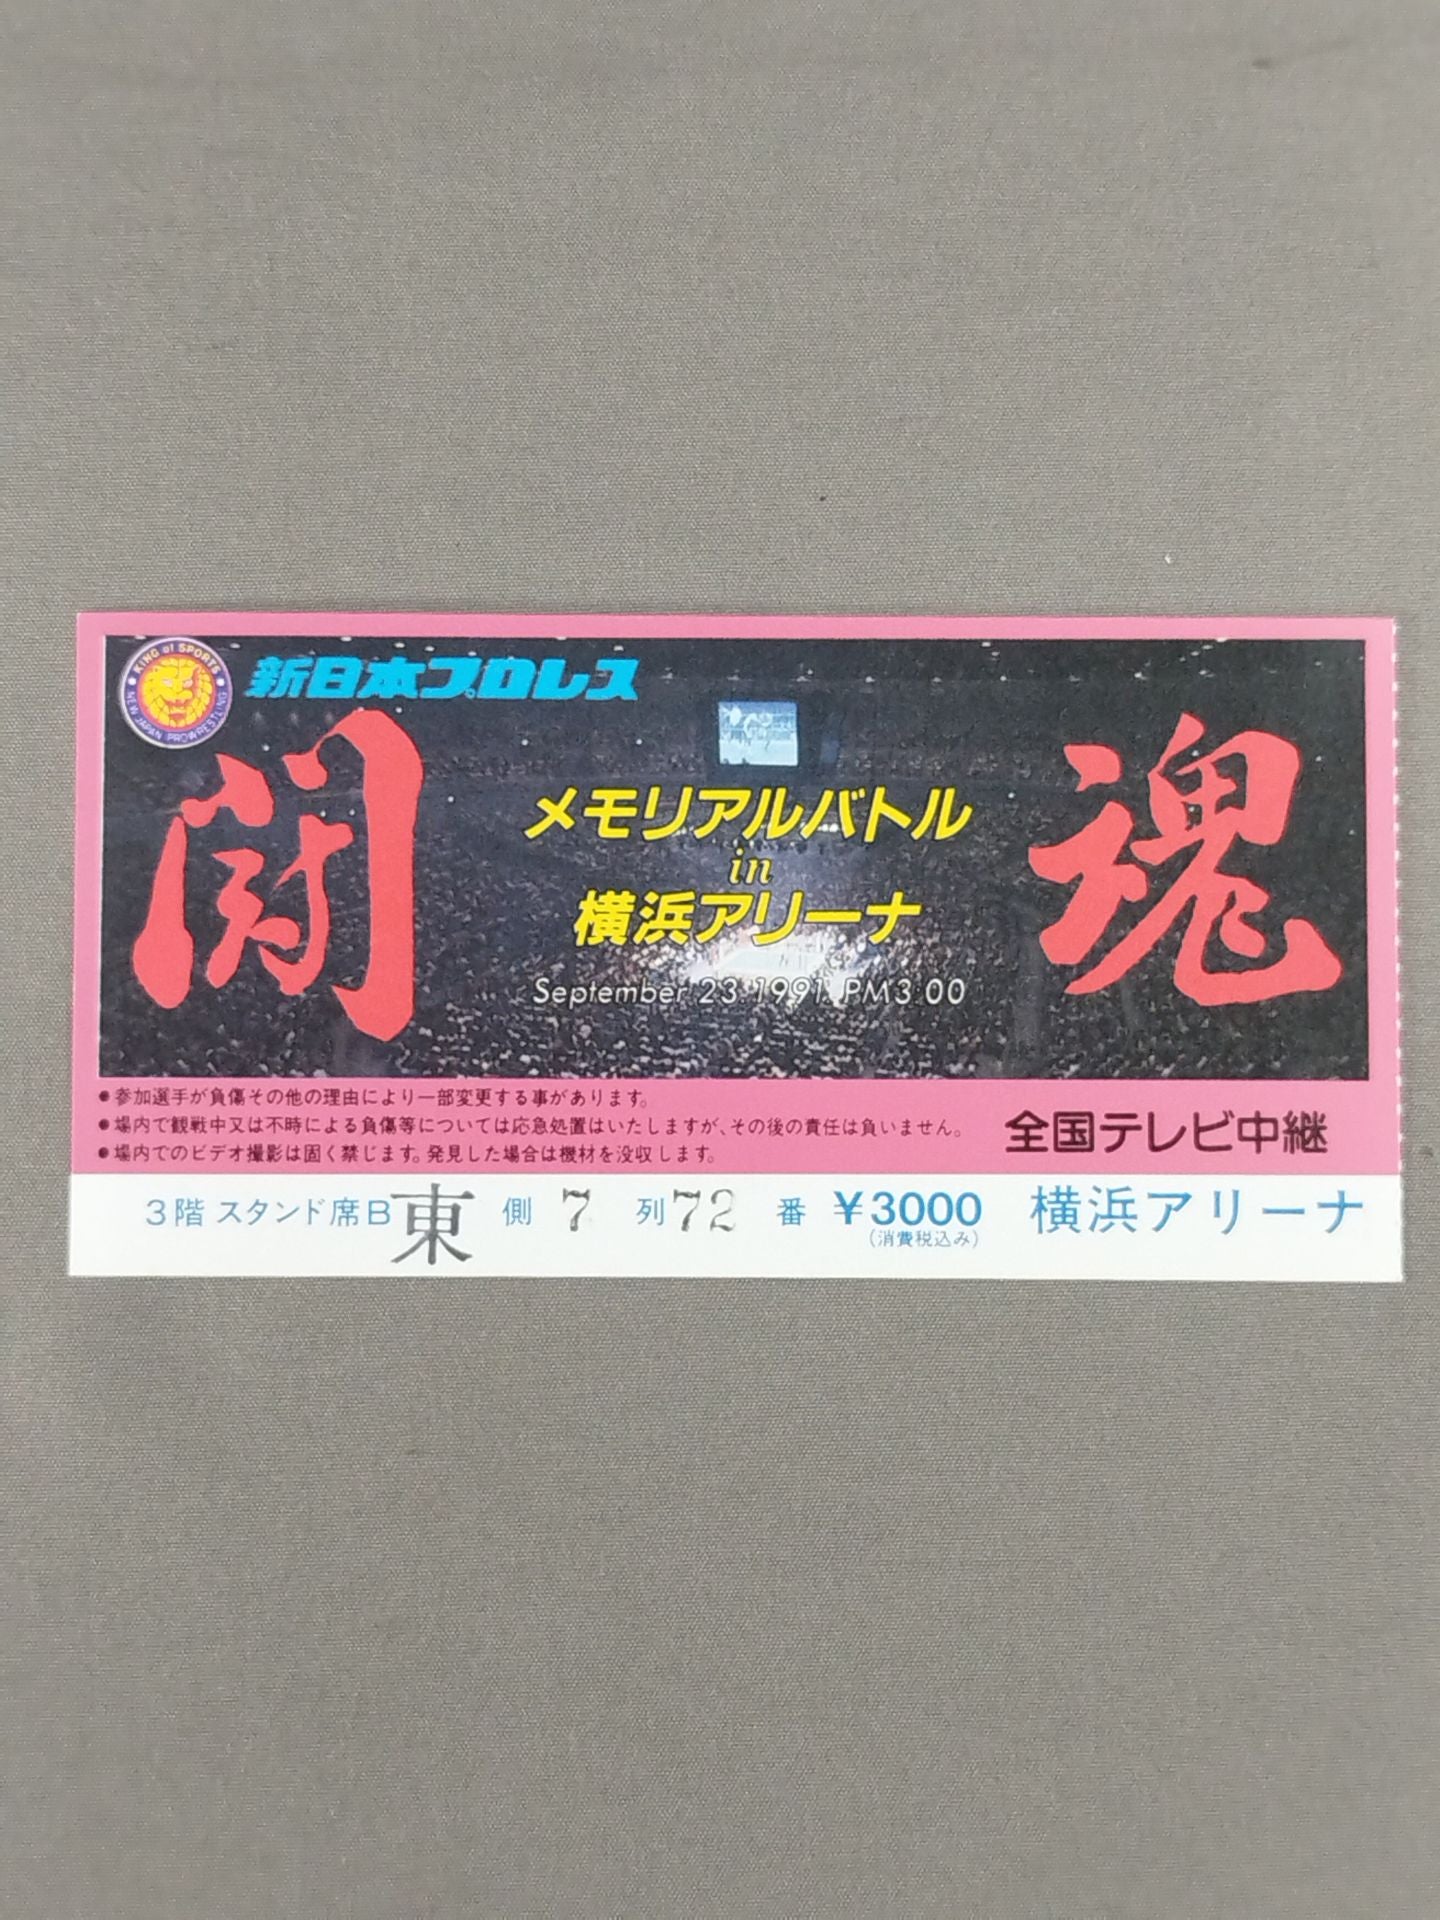 KING of SPORTS
NEW JAPAN PROWRESTLING
新日本プロレス
闘魂
メモリアルバトル
in
横浜アリーナ
September.23.1991.PM3:00
●参加選手が負傷その他の理由により一部変更する事があります。
●場内で観戦中又は不時による負傷等については応急処置はいたしますが、その後の責任は負いません。
●場内でのビデオ撮影は固く禁じます。発見した場合は機材を没収します。
全国テレビ中継
3階 スタンド席B 東 側 7 列 72 番 ¥3000 横浜アリーナ
(消費税込み)